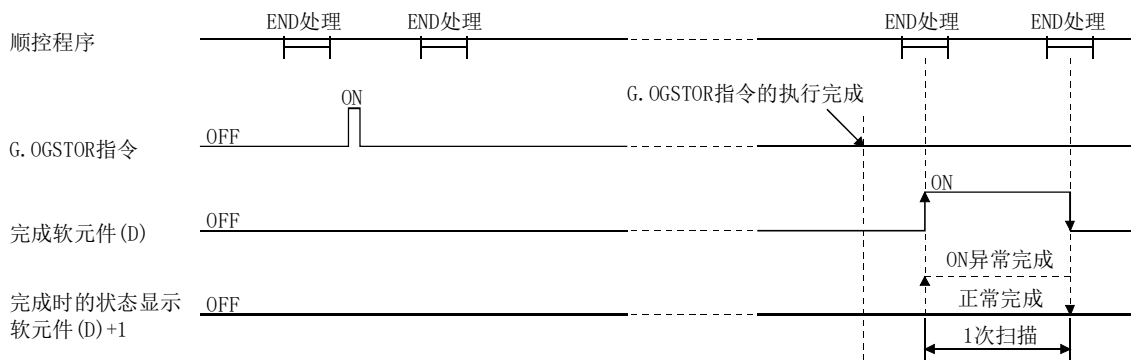 END处理 END处理 END处理 END处理
顺控程序
G.OGSTOR指令的执行完成
ON
OFF
G.OGSTOR指令
ON
OFF
完成软元件(D)
ON异常完成
完成时的状态显示
软元件(D)+1
OFF
正常完成
1次扫描